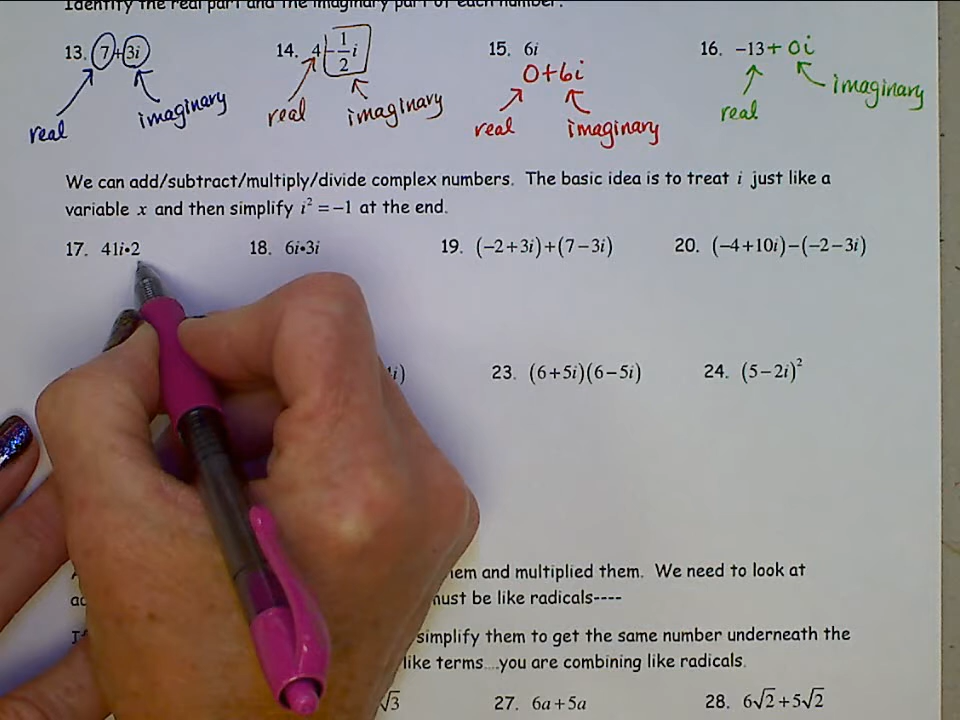 Identify the real part and the imaginary part of each number.
13. 7+3i 14. 4-1/2i 15. 6i 16. -13+0i
0+6i
real imaginary real imaginary real imaginary real imaginary
We can add/subtract/multiply/divide complex numbers. The basic idea is to treat i just like a
variable x and then simplify i² = −1 at the end.
17. 41i•2 18. 6i•3i 19. (−2+3i)+(7−3i) 20. (−4+10i)−(−2−3i)
i) 23. (6+5i)(6−5i) 24. (5−2i)²
and multiplied them. We need to look at
must be like radicals----
simplify them to get the same number underneath the
like terms....you are combining like radicals.
√3 27. 6a+5a 28. 6√2+5√2